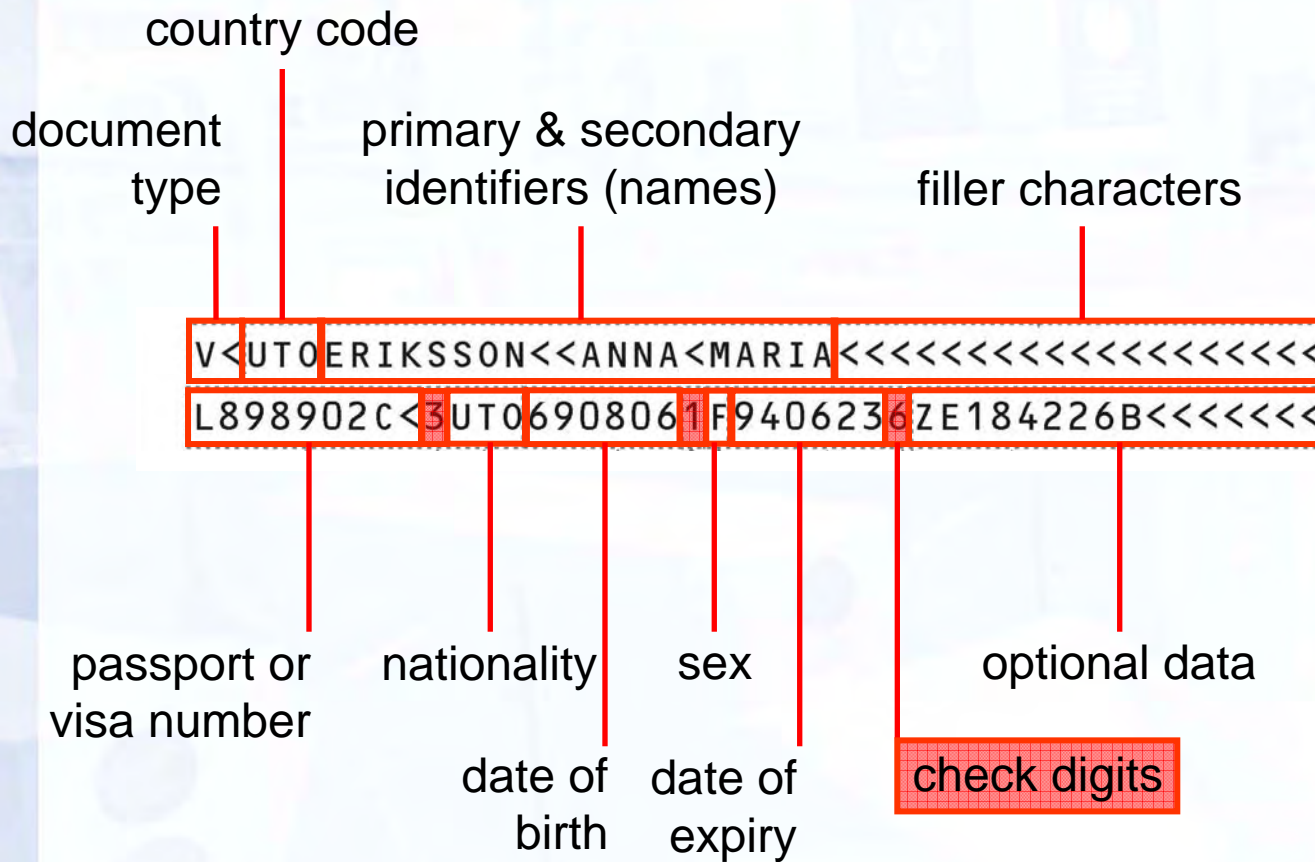 country code
document
type
primary & secondary
identifiers (names)
filler characters
V<UTOERIKSSON<<ANNA<MARIA<<<<<<<<<<<<<<<<<<<
L898902C<3UTO6908061F9406236ZE184226B<<<<<<<
passport or
visa number
nationality
sex
optional data
date of
birth
date of
expiry
check digits